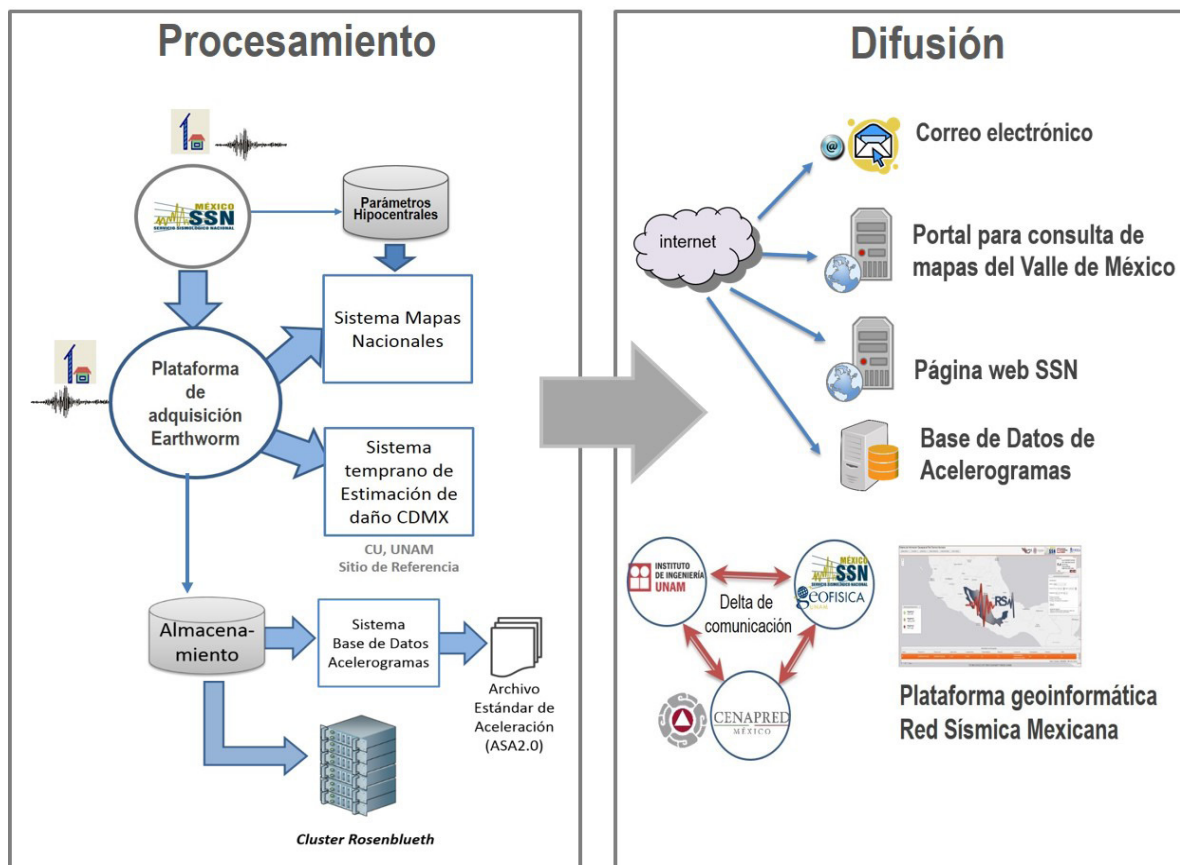 Procesamiento
MÉXICO
SSN
SERVICIO SISMOLÓGICO NACIONAL
Parámetros
Hipocentrales
Sistema Mapas
Nacionales
Plataforma
de
adquisición
Earthworm
Sistema
temprano de
Estimación de
daño CDMX
CU, UNAM
Sitio de Referencia
Almacena-
miento
Sistema
Base de Datos
Acelerogramas
Archivo
Estándar de
Aceleración
(ASA2.0)
Cluster Rosenblueth
Difusión
internet
@
Correo electrónico
Portal para consulta de
mapas del Valle de México
Página web SSN
Base de Datos de
Acelerogramas
INSTITUTO
DE INGENIERÍA
UNAM
Delta de
comunicación
MÉXICO
SSN
SERVICIO SISMOLÓGICO NACIONAL
GEOFISICA
CENAPRED
MÉXICO
RSM
Plataforma geoinformática
Red Sísmica Mexicana